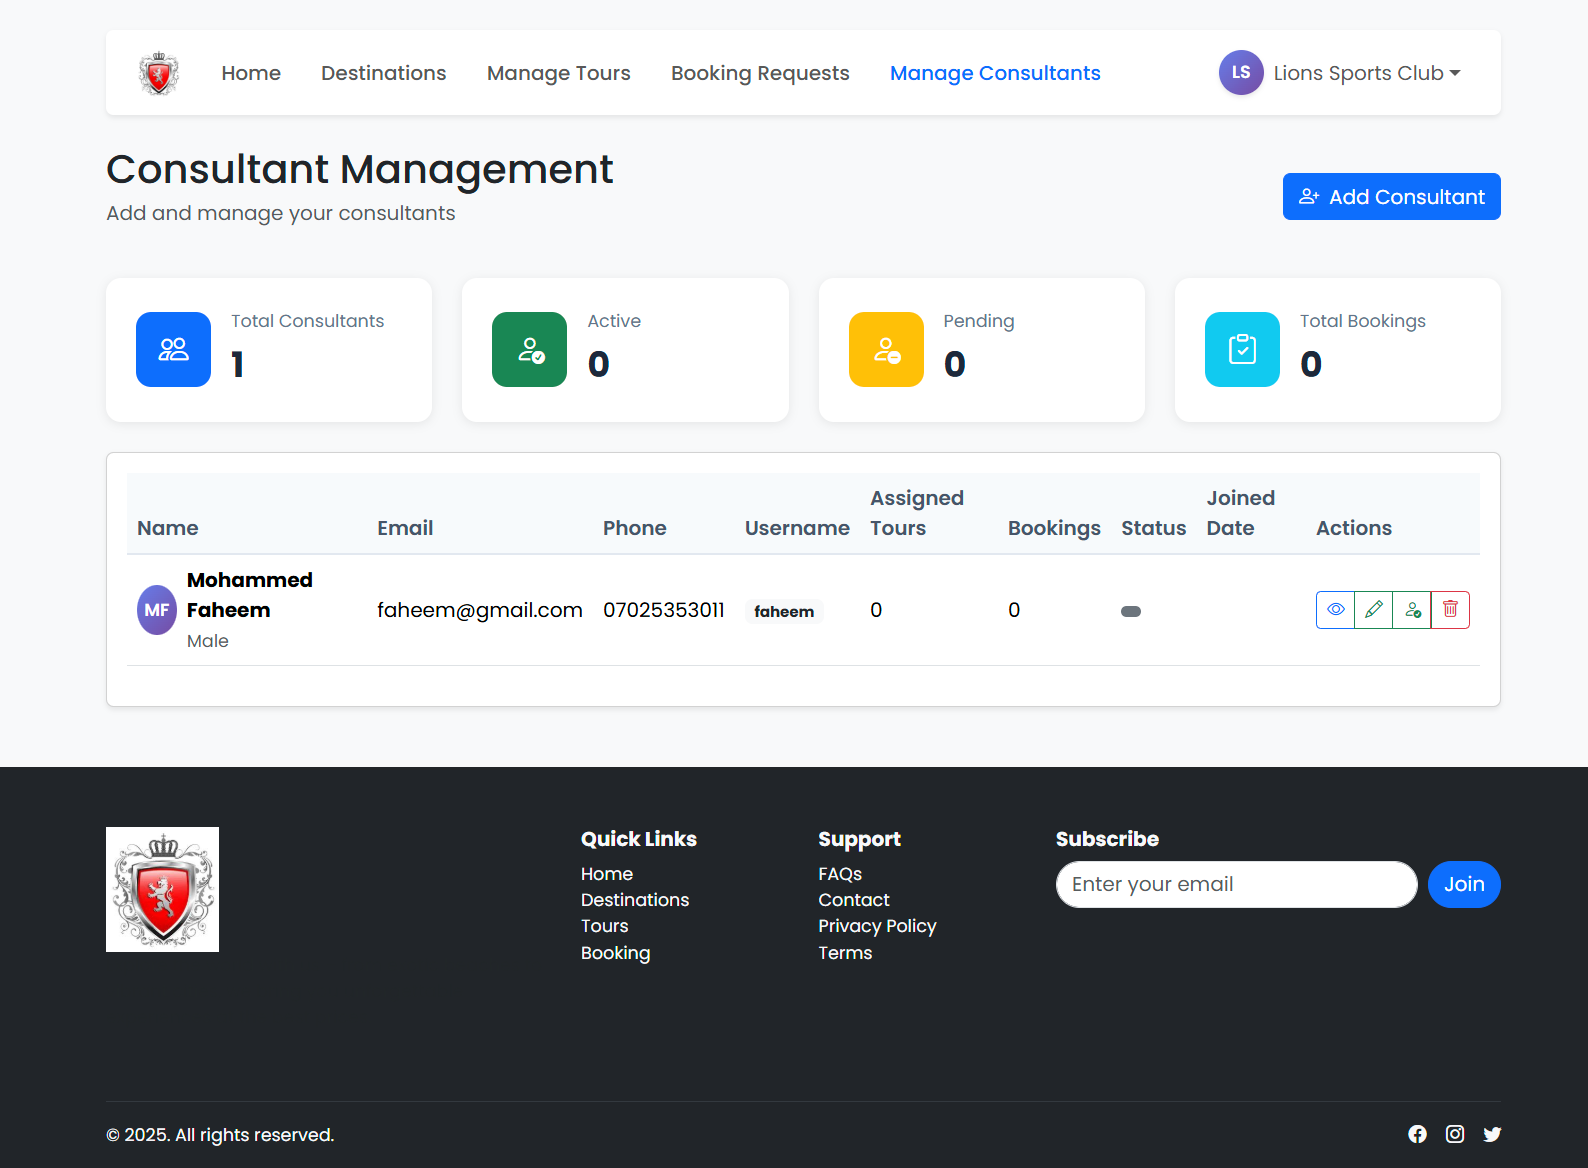 Home
Destinations
Manage Tours
Booking Requests
Manage Consultants
LS
Lions Sports Club
Consultant Management
Add and manage your consultants
Add Consultant
Total Consultants
1
Active
0
Pending
0
Total Bookings
0
Name
Email
Phone
Username
Assigned
Tours
Bookings
Status
Joined
Date
Actions
MF
Mohammed
Faheem
Male
faheem@gmail.com
07025353011
faheem
0
0
Quick Links
Home
Destinations
Tours
Booking
Support
FAQs
Contact
Privacy Policy
Terms
Subscribe
Enter your email
Join
© 2025. All rights reserved.